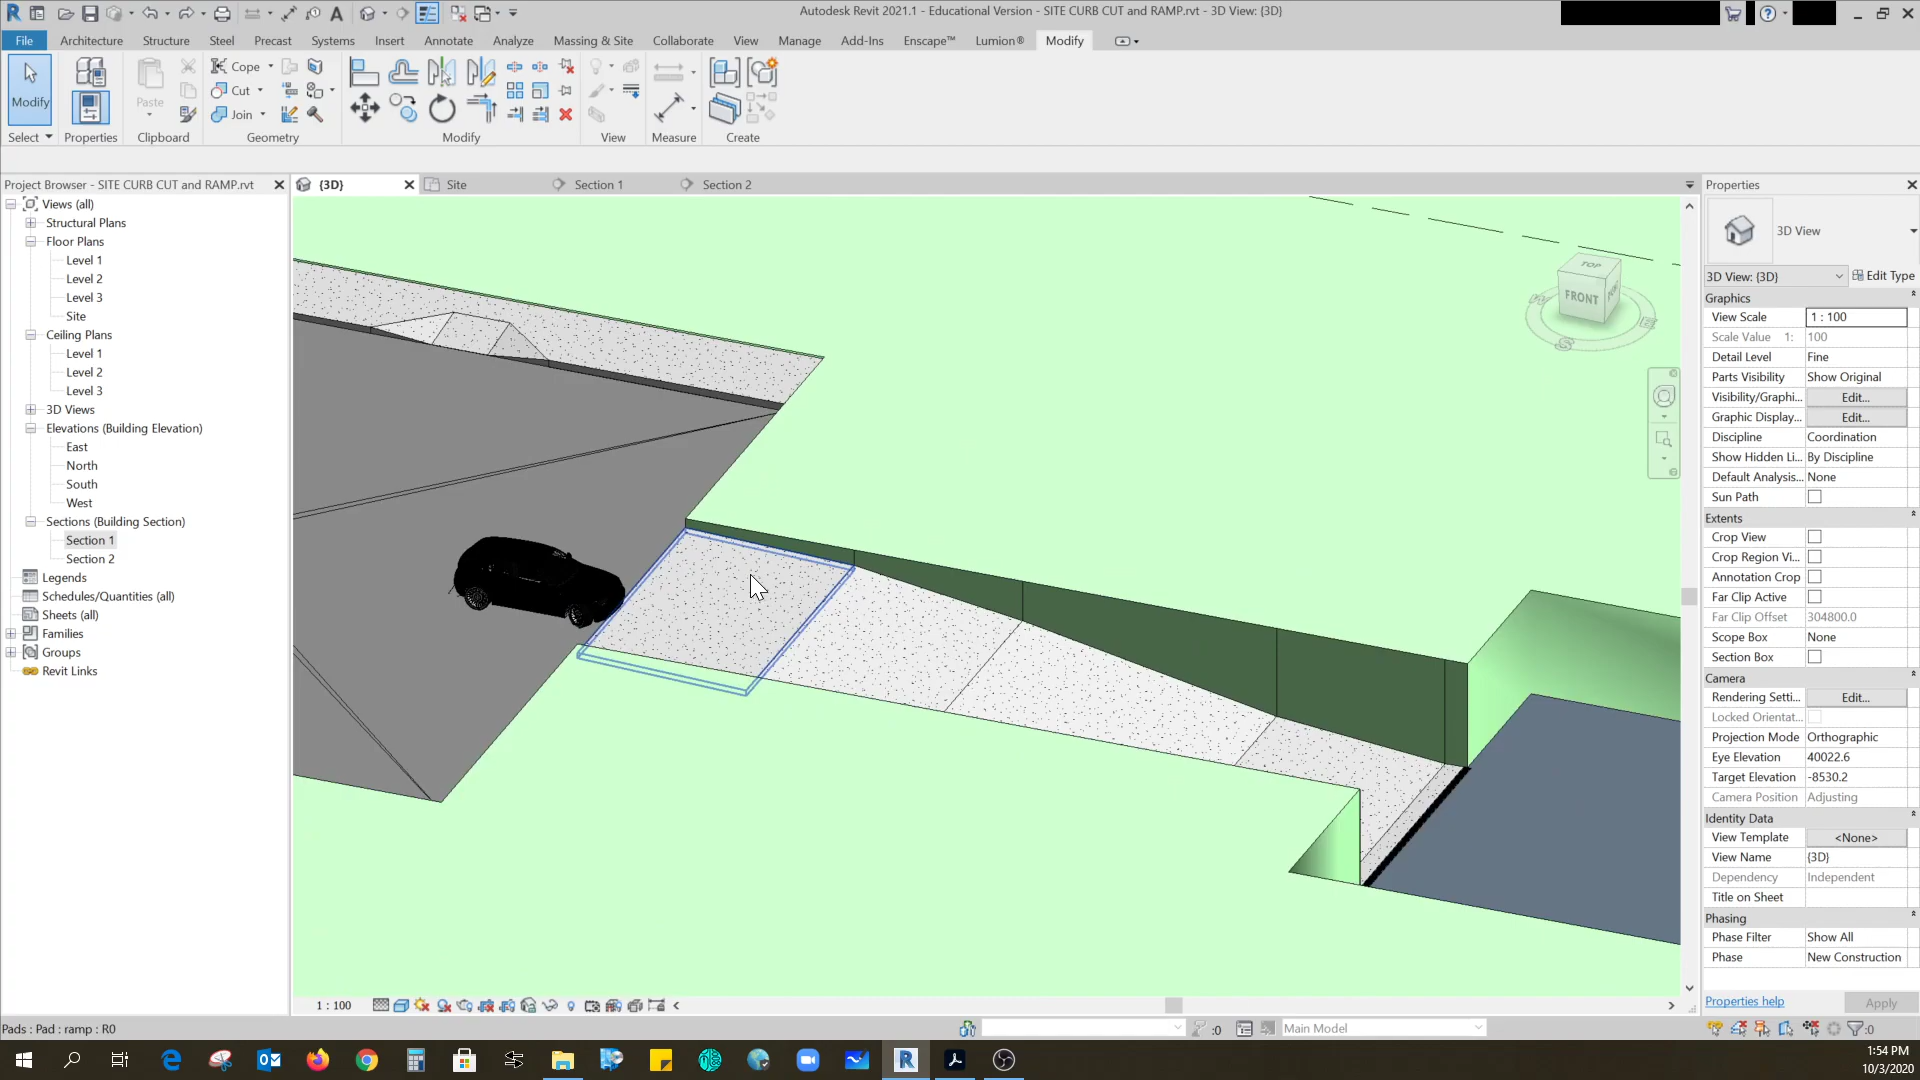 Autodesk Revit 2021.1 - Educational Version - SITE CURB CUT and RAMP.rvt - 3D View: {3D}
File Architecture Structure Steel Precast Systems Insert Annotate Analyze Massing & Site Collaborate View Manage Add-Ins Enscape™ Lumion® Modify
Modify
Paste
Cope
Cut
Join
Select Properties Clipboard Geometry Modify View Measure Create
Project Browser - SITE CURB CUT and RAMP.rvt
{3D}
Site
Section 1
Section 2
Views (all)
Structural Plans
Floor Plans
Level 1
Level 2
Level 3
Site
Ceiling Plans
Level 1
Level 2
Level 3
3D Views
Elevations (Building Elevation)
East
North
South
West
Sections (Building Section)
Section 1
Section 2
Legends
Schedules/Quantities (all)
Sheets (all)
Families
Groups
Revit Links
TOP
FRONT
S
E
Properties
3D View
3D View: {3D} Edit Type
Graphics
View Scale 1 : 100
Scale Value 1: 100
Detail Level Fine
Parts Visibility Show Original
Visibility/Graphi... Edit...
Graphic Display... Edit...
Discipline Coordination
Show Hidden Li... By Discipline
Default Analysis... None
Sun Path
Extents
Crop View
Crop Region Vi...
Annotation Crop
Far Clip Active
Far Clip Offset 304800.0
Scope Box None
Section Box
Camera
Rendering Setti... Edit...
Locked Orientat...
Projection Mode Orthographic
Eye Elevation 40022.6
Target Elevation -8530.2
Camera Position Adjusting
Identity Data
View Template <None>
View Name {3D}
Dependency Independent
Title on Sheet
Phasing
Phase Filter Show All
Phase New Construction
Properties help Apply
1 : 100
Pads : Pad : ramp : R0
:0
Main Model
:0
1:54 PM
10/3/2020